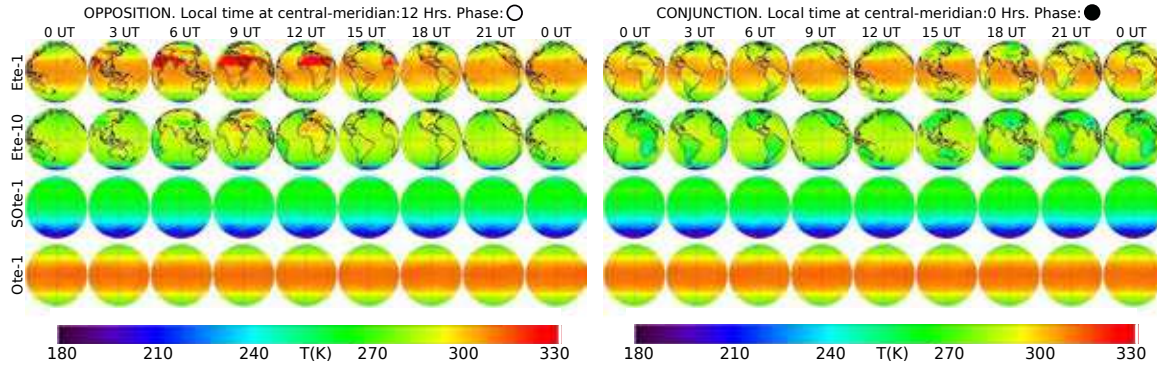 OPPOSITION. Local time at central-meridian:12 Hrs. Phase:
0 UT 3 UT 6 UT 9 UT 12 UT 15 UT 18 UT 21 UT 0 UT
Ete-1
Ete-10
SOte-1
Ote-1
180 210 240 T(K) 270 300 330
CONJUNCTION. Local time at central-meridian:0 Hrs. Phase:
0 UT 3 UT 6 UT 9 UT 12 UT 15 UT 18 UT 21 UT 0 UT
180 210 240 T(K) 270 300 330